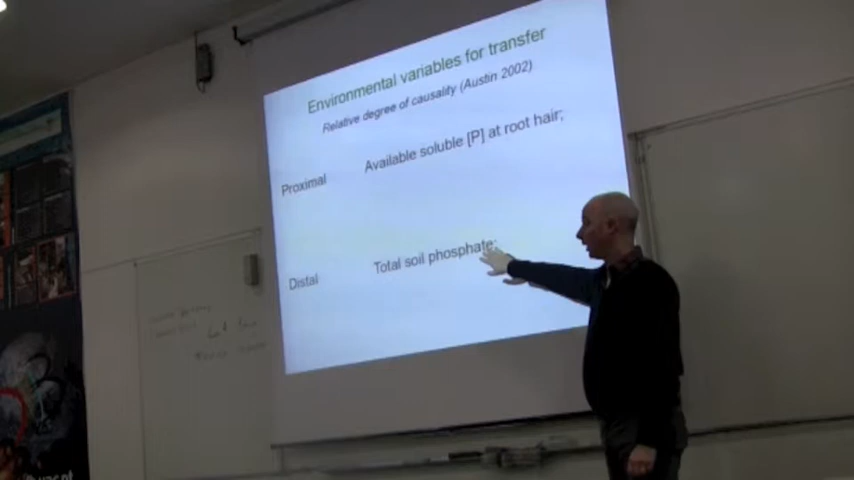 Environmental variables for transfer
Relative degree of causality (Austin 2002)
Proximal
Available soluble [P] at root hair;
Distal
Total soil phosphate;